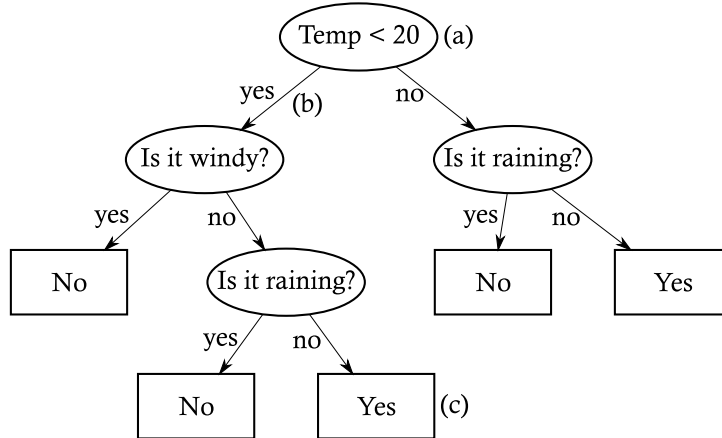 Temp < 20 (a)
yes (b) no
Is it windy? Is it raining?
yes no yes no
No Is it raining? No Yes
yes no
No Yes (c)